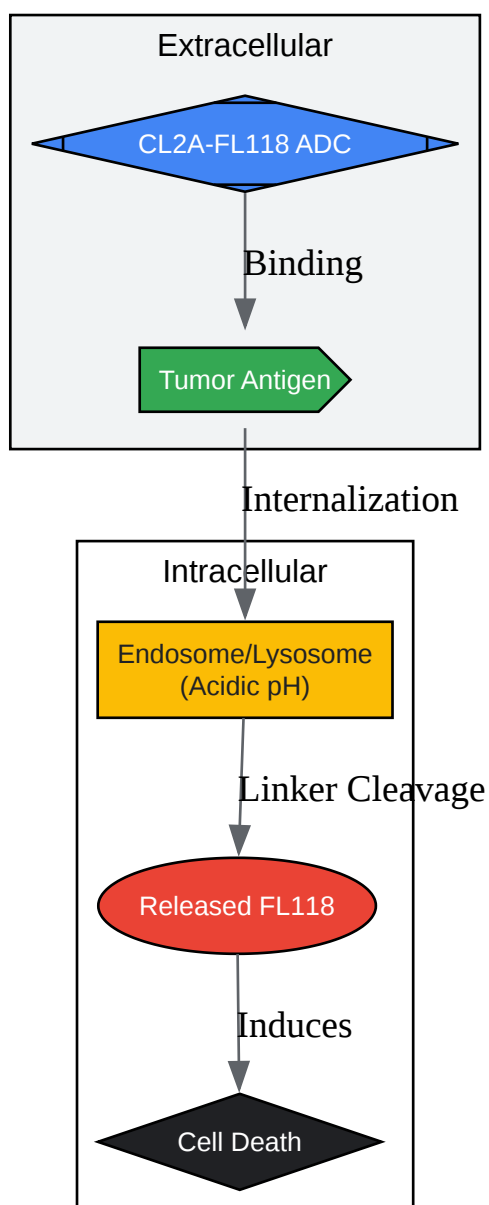 Extracellular
CL2A-FL118 ADC
Binding
Tumor Antigen
Internalization
Intracellular
Endosome/Lysosome
(Acidic pH)
Linker Cleavage
Released FL118
Induces
Cell Death